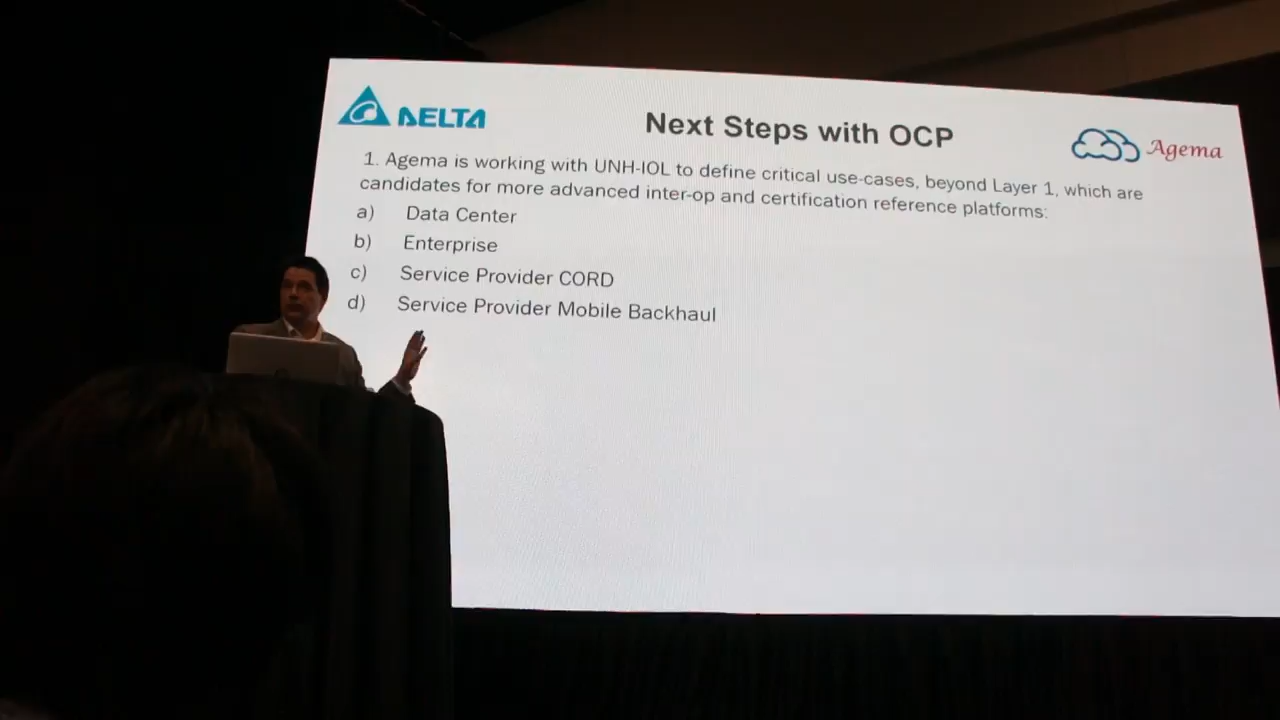 DELTA
Next Steps with OCP
Agema
1. Agema is working with UNH-IOL to define critical use-cases, beyond Layer 1, which are
candidates for more advanced inter-op and certification reference platforms:
a) Data Center
b) Enterprise
c) Service Provider CORD
d) Service Provider Mobile Backhaul